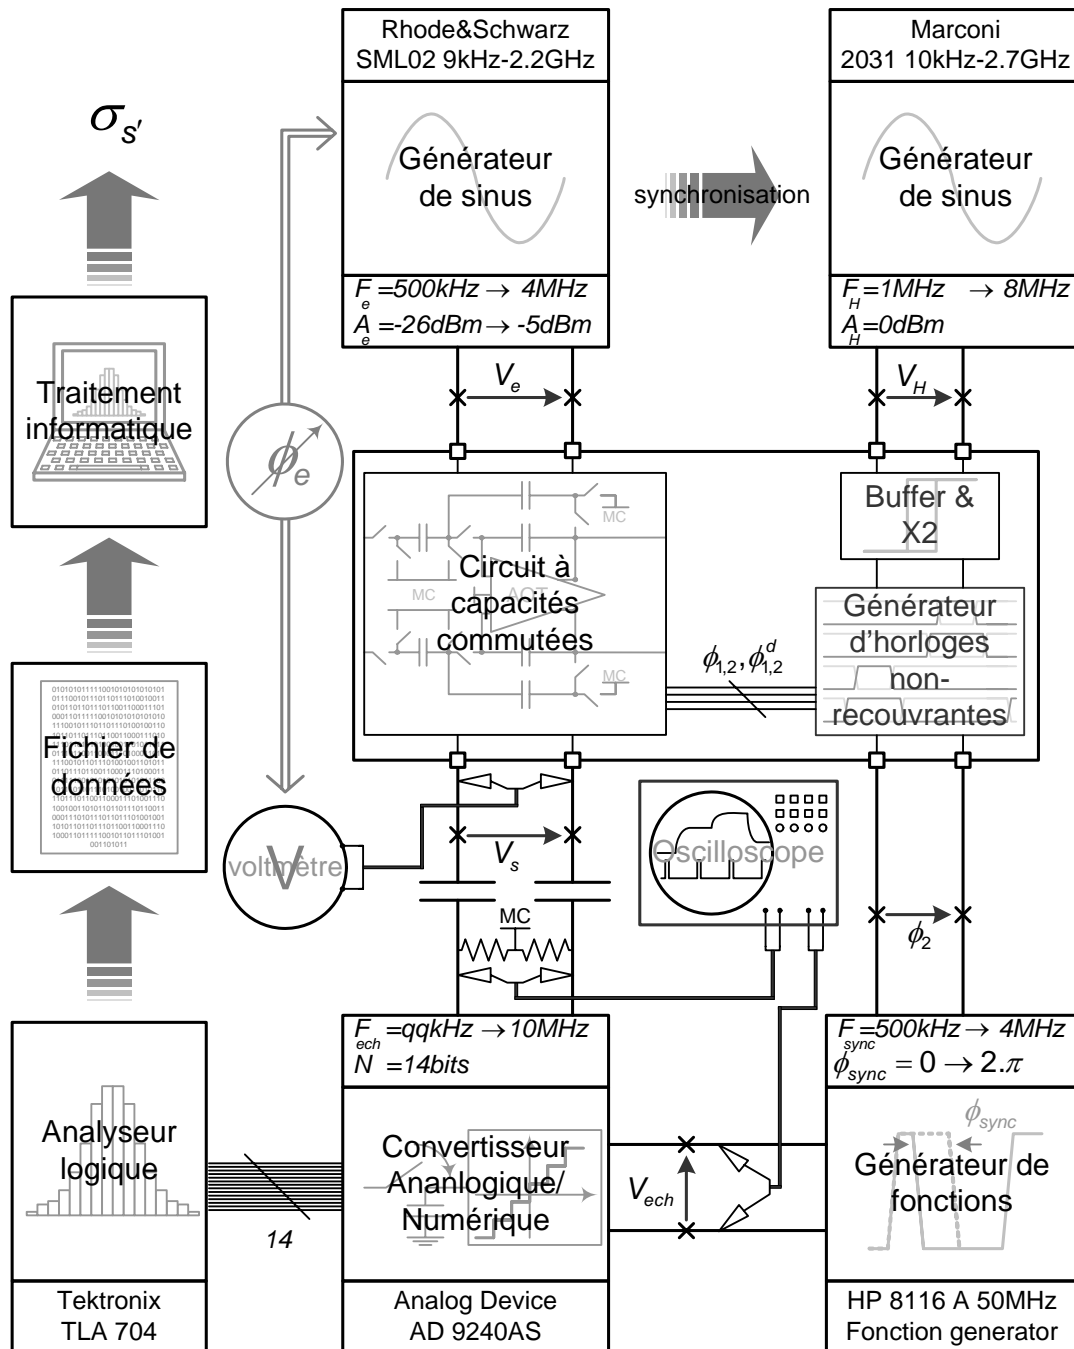 Rhode&Schwarz
SML02 9kHz-2.2GHz
Marconi
2031 10kHz-2.7GHz
σs'
Générateur
de sinus
synchronisation
Générateur
de sinus
Fe=500kHz→ 4MHz
Ae=-26dBm→ -5dBm
FH=1MHz → 8MHz
AH=0dBm
Ve
VH
Traitement
informatique
ϕe
Buffer &
X2
MC
MC
AOT
MC
Circuit à
capacités
commutées
ϕ1,2, ϕ1,2d
Générateur
d'horloges
non-
recouvrantes
Fichier de
données
V
voltmètre
Vs
Oscilloscope
MC
ϕ2
Fech=qqkHz→10MHz
N =14bits
Fsync=500kHz→ 4MHz
ϕsync = 0 → 2.π
Analyseur
logique
14
Convertisseur
Ananlogique/
Numérique
Vech
ϕsync
Générateur de
fonctions
Tektronix
TLA 704
Analog Device
AD 9240AS
HP 8116 A 50MHz
Fonction generator